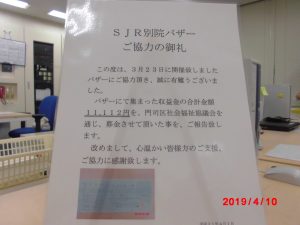 SJR別院バザー
ご協力の御礼
この度は、3月23日に開催致しました
バザーにご協力頂き、誠に有難うございま
した。
バザーにて集まった収益金の合計金額
11,112円を、門司区社会福祉協議会を
通じ、募金させて頂いた事を、ご報告致し
ます。
改めまして、心温かい皆様方のご支援、
ご協力に感謝致します。
2019/4/10